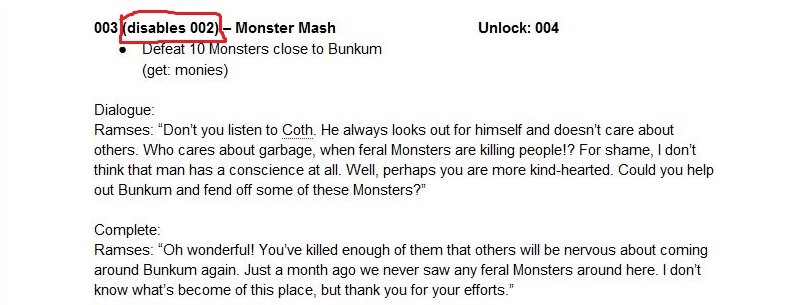 003 (disables 002) – Monster Mash Unlock: 004
● Defeat 10 Monsters close to Bunkum
(get: monies)
Dialogue:
Ramses: “Don’t you listen to Coth. He always looks out for himself and doesn’t care about
others. Who cares about garbage, when feral Monsters are killing people!? For shame, I don’t
think that man has a conscience at all. Well, perhaps you are more kind-hearted. Could you help
out Bunkum and fend off some of these Monsters?”
Complete:
Ramses: “Oh wonderful! You’ve killed enough of them that others will be nervous about coming
around Bunkum again. Just a month ago we never saw any feral Monsters around here. I don’t
know what’s become of this place, but thank you for your efforts.”